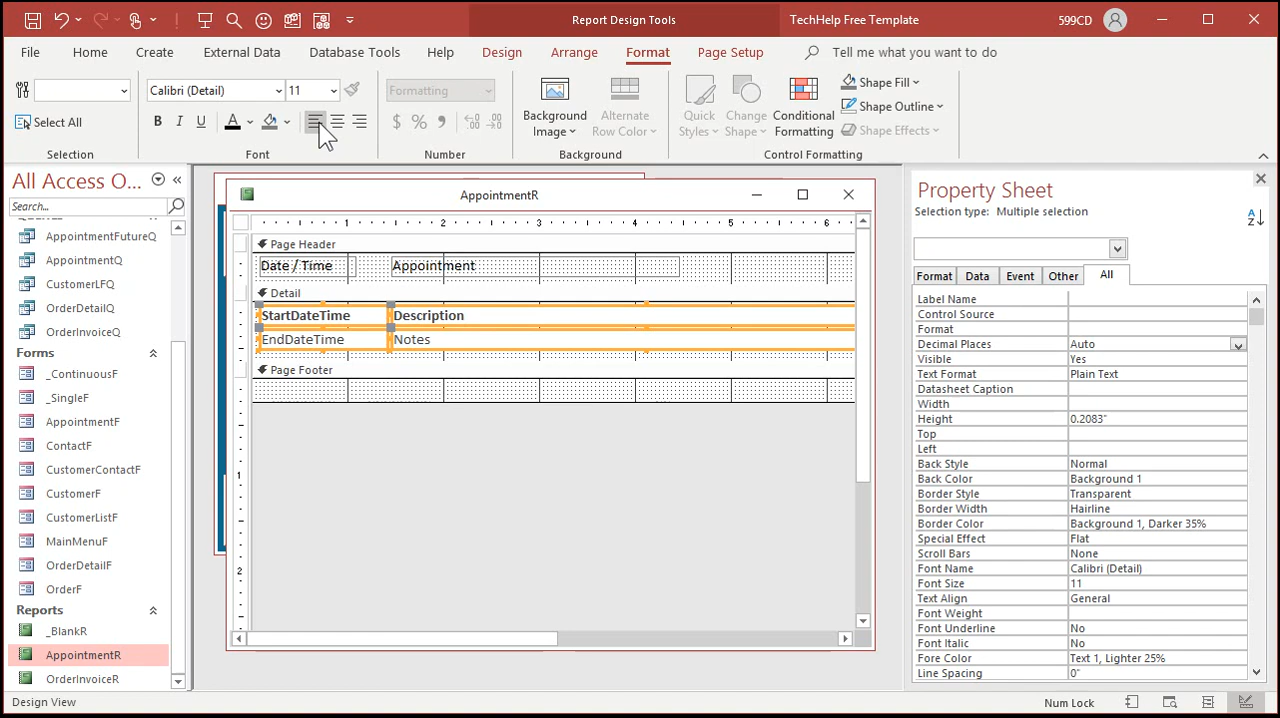 Report Design Tools
TechHelp Free Template
599CD
File Home Create External Data Database Tools Help Design Arrange Format Page Setup Tell me what you want to do
Calibri (Detail) 11 Formatting
Select All
B I U A $ % 9
Background Image
Alternate Row Color
Quick Styles
Change Shape
Conditional Formatting
Shape Fill
Shape Outline
Shape Effects
Selection Font Number Background Control Formatting
All Access O...
Search...
AppointmentFutureQ
AppointmentQ
CustomerLFQ
OrderDetailQ
OrderInvoiceQ
Forms
_ContinuousF
_SingleF
AppointmentF
ContactF
CustomerContactF
CustomerF
CustomerListF
MainMenuF
OrderDetailF
OrderF
Reports
_BlankR
AppointmentR
OrderInvoiceR
AppointmentR
1 2 3 4 5 6
Page Header
Date / Time Appointment
Detail
StartDateTime Description
EndDateTime Notes
Page Footer
1
2
Property Sheet
Selection type: Multiple selection
Format Data Event Other All
Label Name
Control Source
Format
Decimal Places Auto
Visible Yes
Text Format Plain Text
Datasheet Caption
Width
Height 0.2083"
Top
Left
Back Style Normal
Back Color Background 1
Border Style Transparent
Border Width Hairline
Border Color Background 1, Darker 35%
Special Effect Flat
Scroll Bars None
Font Name Calibri (Detail)
Font Size 11
Text Align General
Font Weight
Font Underline No
Font Italic No
Fore Color Text 1, Lighter 25%
Line Spacing 0"
Design View
Num Lock